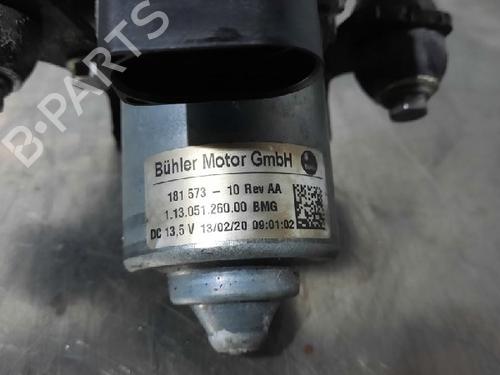 B-PARTS
Bühler Motor GmbH
181 573 - 10 Rev AA
1.13.051.260.00 BMG
DC 13,5 V 13/02/20 09:01:02